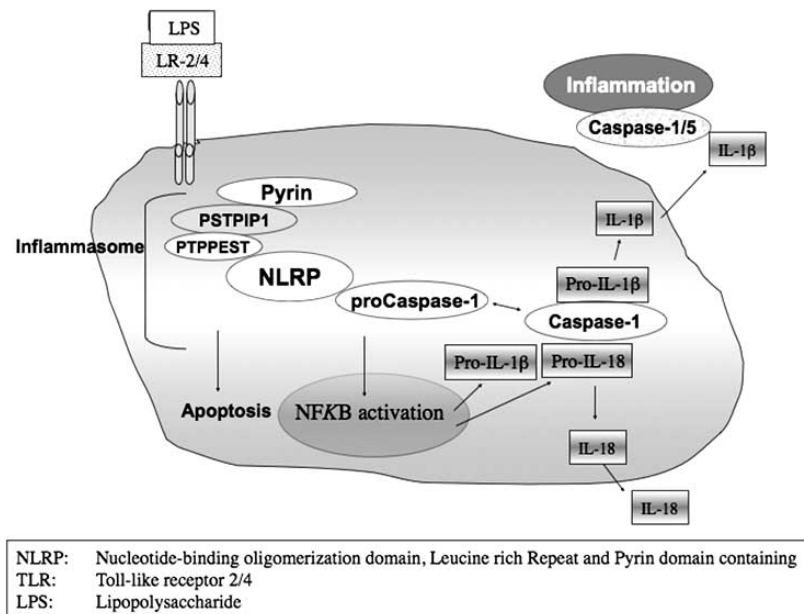 LPS
LR-2/4
Inflammation
Caspase-1/5
IL-1β
Pyrin
IL-1β
PSTPIP1
Inflammasome
PTPPEST
NLRP
Pro-IL-1β
proCaspase-1
Caspase-1
Pro-IL-1β
Pro-IL-18
Apoptosis
NFKB activation
IL-18
IL-18
NLRP: Nucleotide-binding oligomerization domain, Leucine rich Repeat and Pyrin domain containing
TLR: Toll-like receptor 2/4
LPS: Lipopolysaccharide